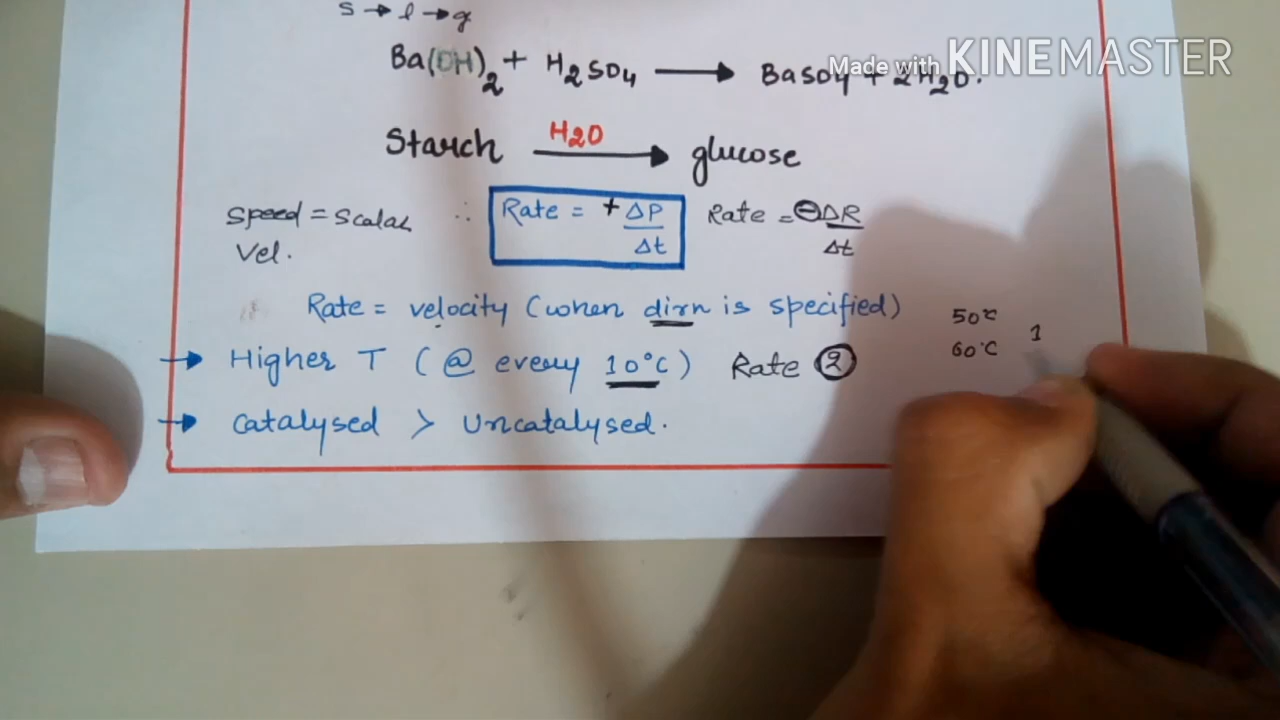 S → l → g
Made with KINEMASTER
Ba(OH)2 + H2SO4 → BaSO4 + 2H2O.
H2O
Starch → glucose
Speed = Scalar ∴ Rate = + ΔP/Δt Rate = ⊖ΔR/Δt
Vel.
Rate = velocity (when dirn is specified)
50°C
→ Higher T (@ every 10°C) Rate ② 60°C 1
→ Catalysed > Uncatalysed.